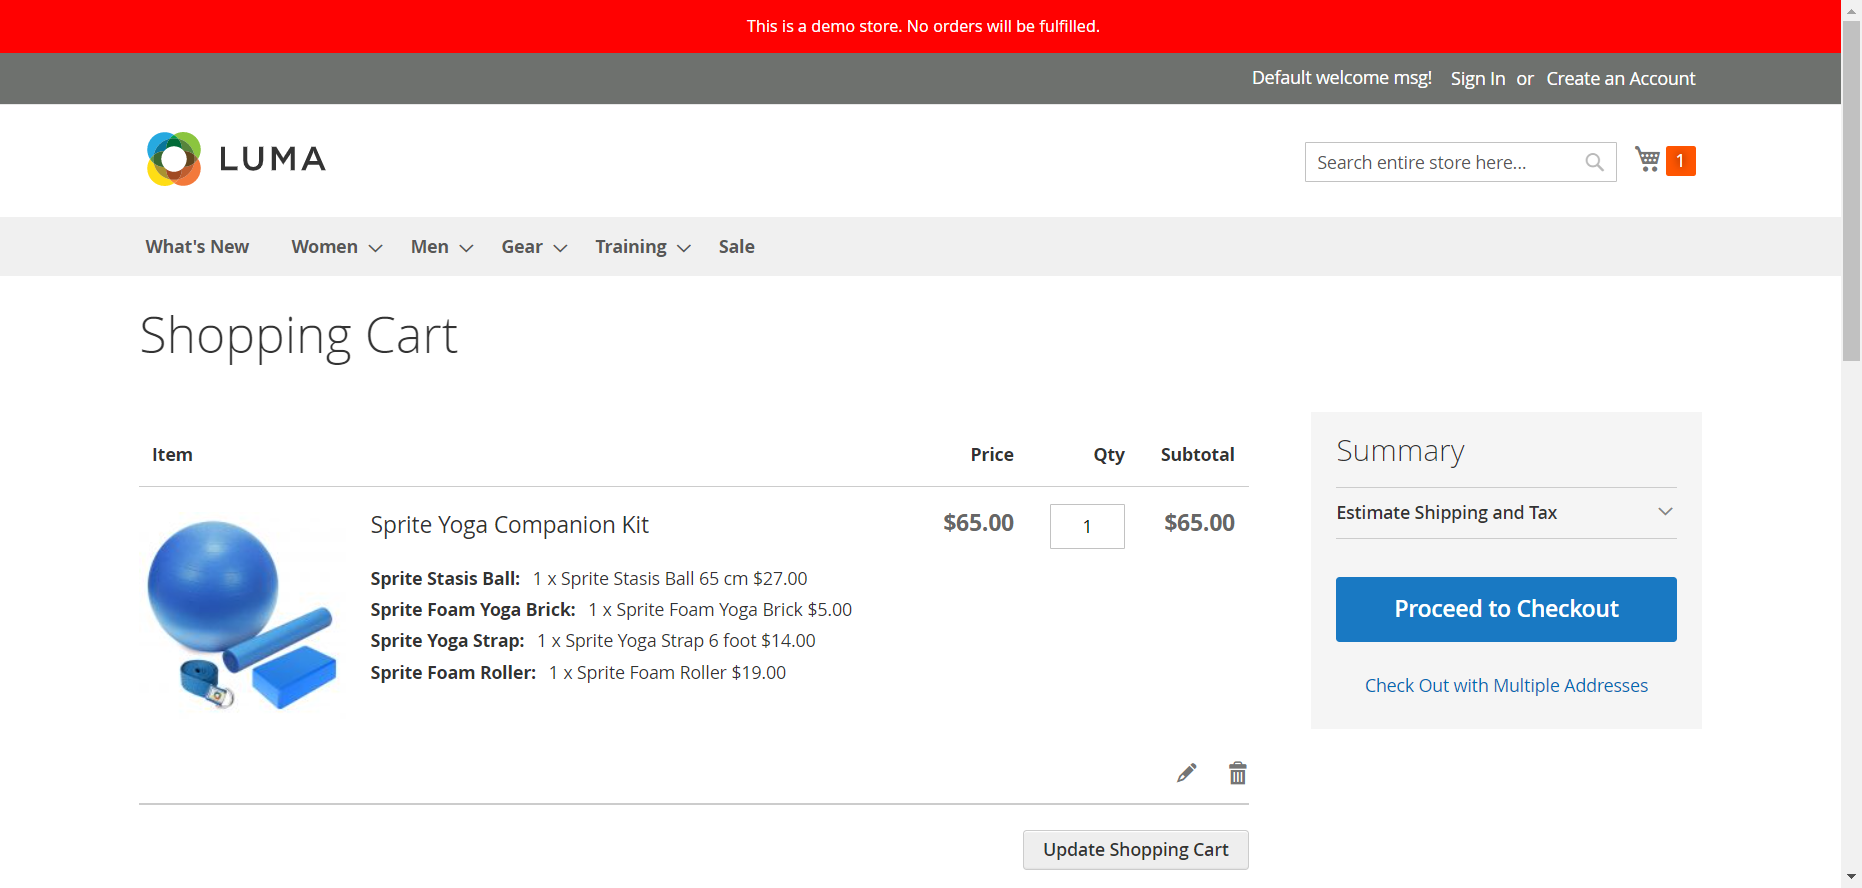 This is a demo store. No orders will be fulfilled.
Default welcome msg! Sign In or Create an Account
LUMA
Search entire store here... 1
What's New Women Men Gear Training Sale
Shopping Cart
Item Price Qty Subtotal
Sprite Yoga Companion Kit $65.00 1 $65.00
Sprite Stasis Ball: 1 x Sprite Stasis Ball 65 cm $27.00
Sprite Foam Yoga Brick: 1 x Sprite Foam Yoga Brick $5.00
Sprite Yoga Strap: 1 x Sprite Yoga Strap 6 foot $14.00
Sprite Foam Roller: 1 x Sprite Foam Roller $19.00
Update Shopping Cart
Summary
Estimate Shipping and Tax
Proceed to Checkout
Check Out with Multiple Addresses